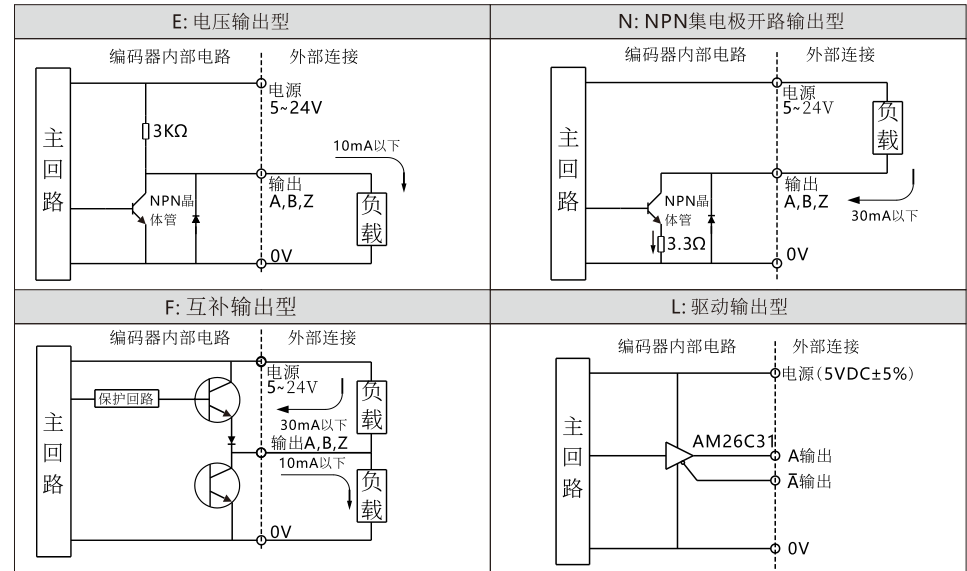 E: 电压输出型
编码器内部电路
外部连接
主回路
电源
5~24V
3KΩ
10mA以下
输出
A,B,Z
NPN晶
体管
负载
0V
N: NPN集电极开路输出型
编码器内部电路
外部连接
主回路
电源
5~24V
负载
输出
A,B,Z
NPN晶
体管
30mA以下
3.3Ω
0V
F: 互补输出型
编码器内部电路
外部连接
主回路
保护回路
电源
5~24V
负载
30mA以下
输出A,B,Z
10mA以下
负载
0V
L: 驱动输出型
编码器内部电路
外部连接
主回路
电源(5VDC±5%)
AM26C31
A输出
A̅输出
0V